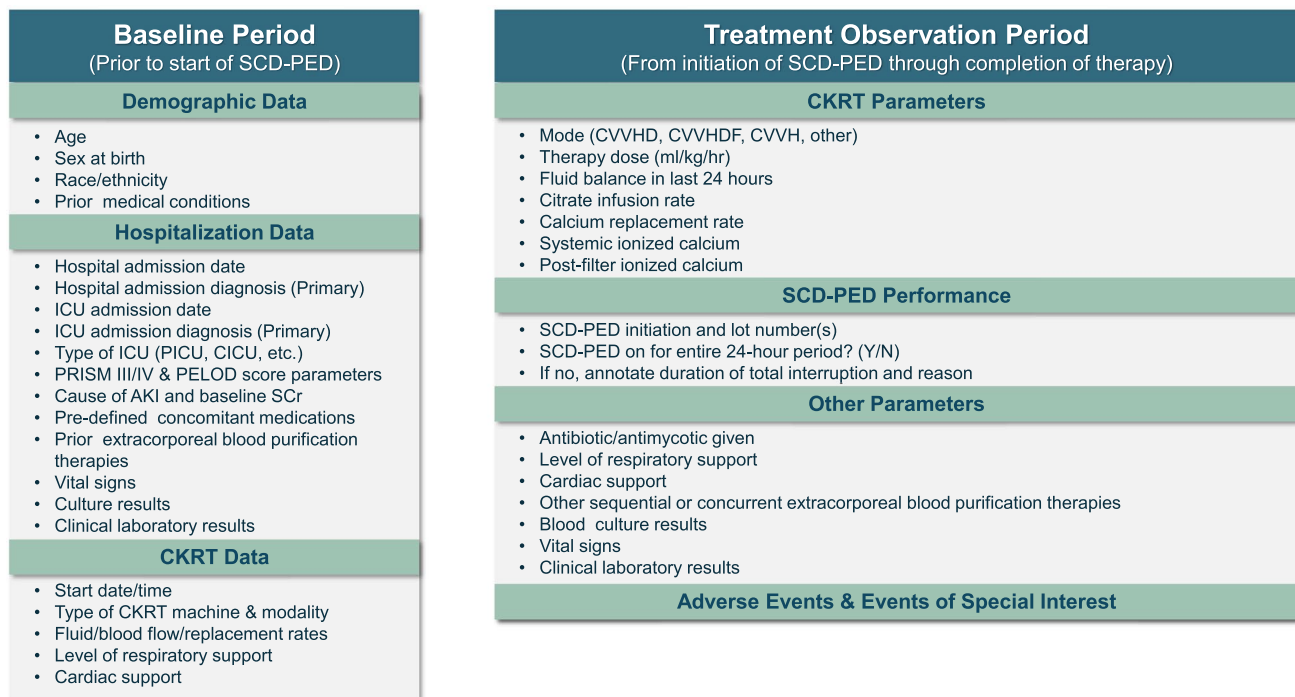 Baseline Period
(Prior to start of SCD-PED)
Demographic Data
• Age
• Sex at birth
• Race/ethnicity
• Prior medical conditions
Hospitalization Data
• Hospital admission date
• Hospital admission diagnosis (Primary)
• ICU admission date
• ICU admission diagnosis (Primary)
• Type of ICU (PICU, CICU, etc.)
• PRISM III/IV & PELOD score parameters
• Cause of AKI and baseline SCr
• Pre-defined concomitant medications
• Prior extracorporeal blood purification
therapies
• Vital signs
• Culture results
• Clinical laboratory results
CKRT Data
• Start date/time
• Type of CKRT machine & modality
• Fluid/blood flow/replacement rates
• Level of respiratory support
• Cardiac support
Treatment Observation Period
(From initiation of SCD-PED through completion of therapy)
CKRT Parameters
• Mode (CVVHD, CVVHDF, CVVH, other)
• Therapy dose (ml/kg/hr)
• Fluid balance in last 24 hours
• Citrate infusion rate
• Calcium replacement rate
• Systemic ionized calcium
• Post-filter ionized calcium
SCD-PED Performance
• SCD-PED initiation and lot number(s)
• SCD-PED on for entire 24-hour period? (Y/N)
• If no, annotate duration of total interruption and reason
Other Parameters
• Antibiotic/antimycotic given
• Level of respiratory support
• Cardiac support
• Other sequential or concurrent extracorporeal blood purification therapies
• Blood culture results
• Vital signs
• Clinical laboratory results
Adverse Events & Events of Special Interest